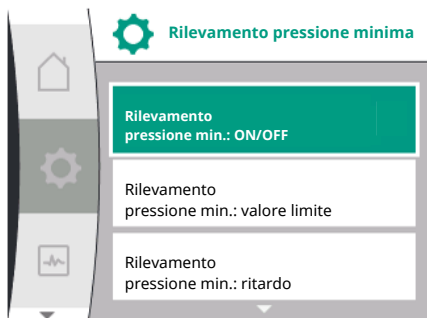 Rilevamento pressione minima
Rilevamento
pressione min.: ON/OFF
Rilevamento
pressione min.: valore limite
Rilevamento
pressione min.: ritardo